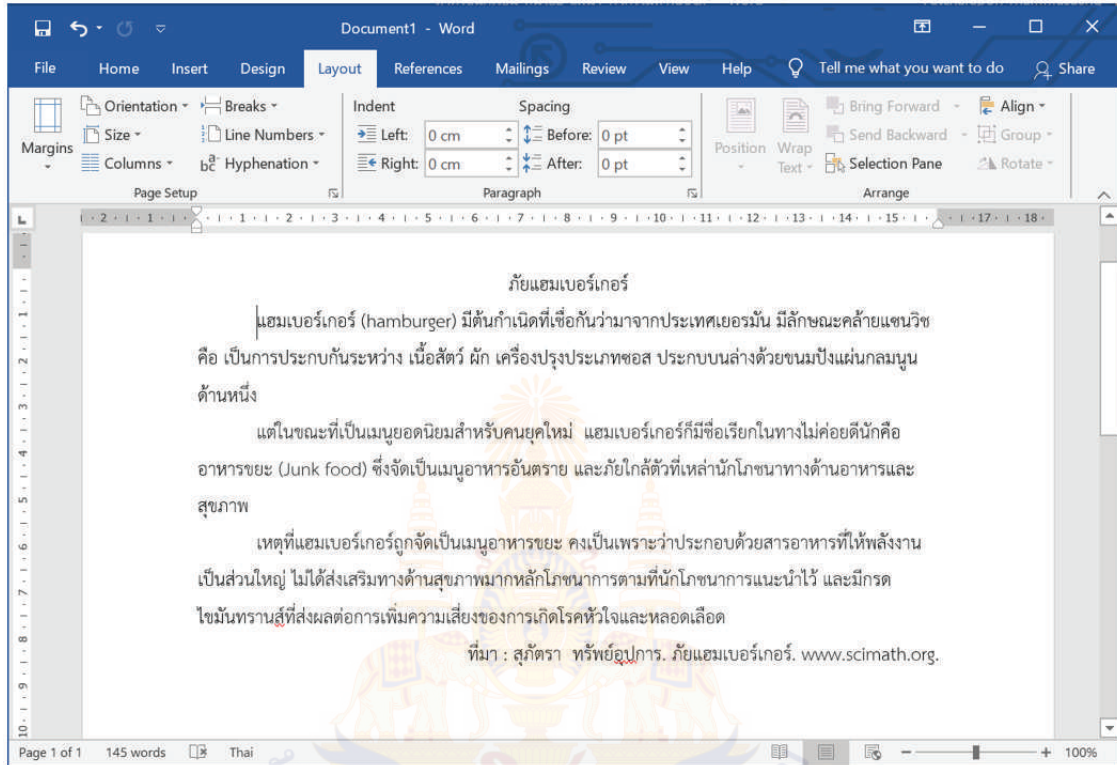 Document1 - Word
File Home Insert Design Layout References Mailings Review View Help Tell me what you want to do Share
Orientation Breaks Indent Spacing Bring Forward Align
Margins Size Line Numbers Left: 0 cm Before: 0 pt Position Wrap Text Send Backward Group
Columns Hyphenation Right: 0 cm After: 0 pt Selection Pane Rotate
Page Setup Paragraph Arrange
2 1 1 2 3 4 5 6 7 8 9 10 11 12 13 14 15 17 18
ภัยแฮมเบอร์เกอร์
แฮมเบอร์เกอร์ (hamburger) มีต้นกำเนิดที่เชื่อกันว่ามาจากประเทศเยอรมัน มีลักษณะคล้ายแซนวิช
คือ เป็นการประกบกันระหว่าง เนื้อสัตว์ ผัก เครื่องปรุงประเภทซอส ประกบบนล่างด้วยขนมปังแผ่นกลมนูน
ด้านหนึ่ง
แต่ในขณะที่เป็นเมนูยอดนิยมสำหรับคนยุคใหม่ แฮมเบอร์เกอร์ก็มีชื่อเรียกในทางไม่ค่อยดีนักคือ
อาหารขยะ (Junk food) ซึ่งจัดเป็นเมนูอาหารอันตราย และภัยใกล้ตัวที่เหล่านักโภชนาทางด้านอาหารและ
สุขภาพ
เหตุที่แฮมเบอร์เกอร์ถูกจัดเป็นเมนูอาหารขยะ คงเป็นเพราะว่าประกอบด้วยสารอาหารที่ให้พลังงาน
เป็นส่วนใหญ่ ไม่ได้ส่งเสริมทางด้านสุขภาพมากหลักโภชนาการตามที่นักโภชนาการแนะนำไว้ และมีกรด
ไขมันทรานส์ที่ส่งผลต่อการเพิ่มความเสี่ยงของการเกิดโรคหัวใจและหลอดเลือด
ที่มา : สุภัตรา ทรัพย์อุปการ. ภัยแฮมเบอร์เกอร์. www.scimath.org.
Page 1 of 1 145 words Thai 100%